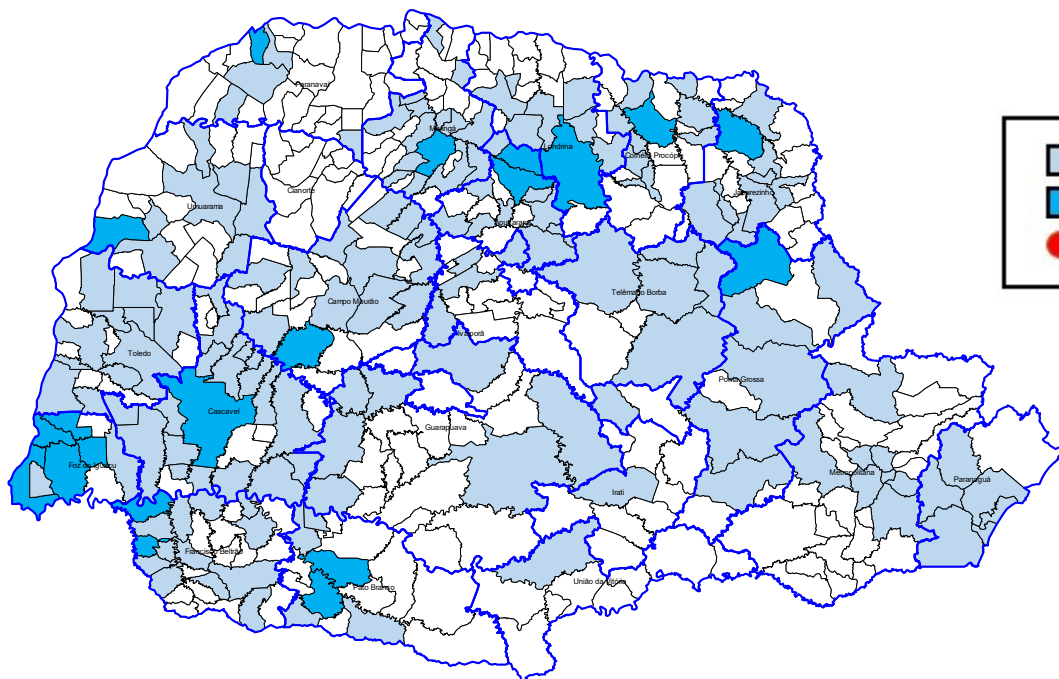 Paranavaí
Maringá
Londrina
Cornélio Procópio
Jacarezinho
Cianorte
Umuarama
Apucarana
Telêmaco Borba
Campo Mourão
Ivaiporã
Toledo
Ponta Grossa
Cascavel
Guarapuava
Foz do Iguaçu
Metropolitana
Paranaguá
Irati
Francisco Beltrão
União da Vitória
Pato Branco